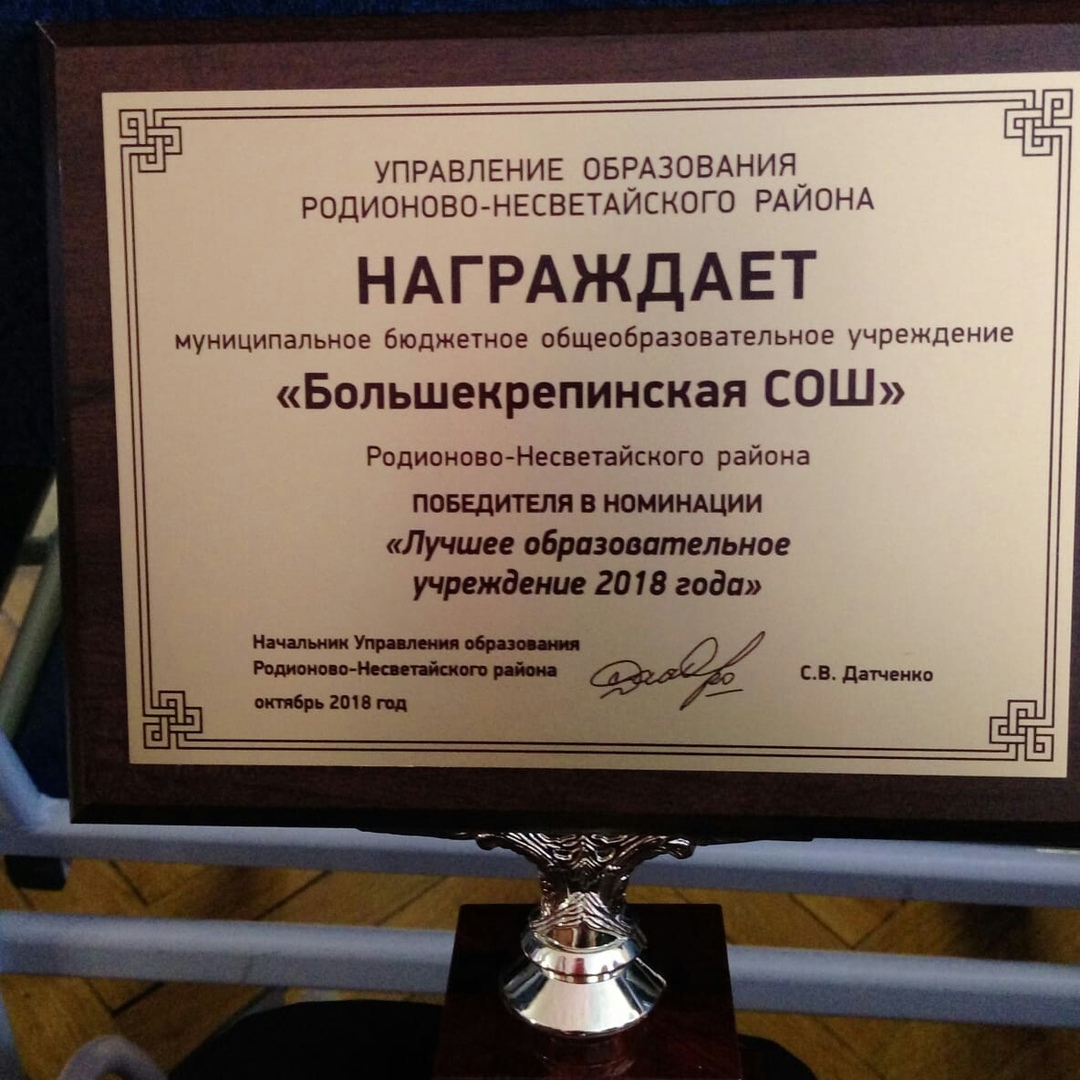 УПРАВЛЕНИЕ ОБРАЗОВАНИЯ
РОДИОНОВО-НЕСВЕТАЙСКОГО РАЙОНА
НАГРАЖДАЕТ
муниципальное бюджетное общеобразовательное учреждение
«Большекрепинская СОШ»
Родионово-Несветайского района
ПОБЕДИТЕЛЯ В НОМИНАЦИИ
«Лучшее образовательное
учреждение 2018 года»
Начальник Управления образования
Родионово-Несветайского района
С.В. Датченко
октябрь 2018 год